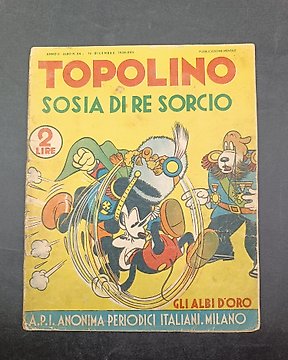 TOPOLINO
SOSIA DI RE SORCIO
2
LIRE
GLI ALBI D'ORO
A.P.I. ANONIMA PERIODICI ITALIANI. MILANO